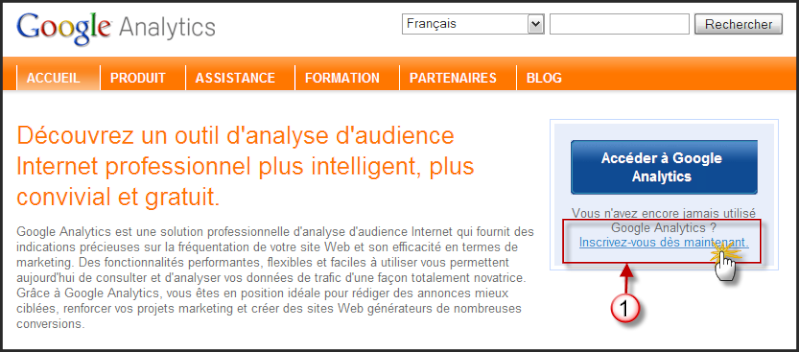 Google Analytics
Français
Rechercher
ACCUEIL PRODUIT ASSISTANCE FORMATION PARTENAIRES BLOG
Découvrez un outil d'analyse d'audience
Internet professionnel plus intelligent, plus
convivial et gratuit.
Google Analytics est une solution professionnelle d'analyse d'audience Internet qui fournit des
indications précieuses sur la fréquentation de votre site Web et son efficacité en termes de
marketing. Des fonctionnalités performantes, flexibles et faciles à utiliser vous permettent
aujourd'hui de consulter et d'analyser vos données de trafic d'une façon totalement novatrice.
Grâce à Google Analytics, vous êtes en position idéale pour rédiger des annonces mieux
ciblées, renforcer vos projets marketing et créer des sites Web générateurs de nombreuses
conversions.
Accéder à Google
Analytics
Vous n'avez encore jamais utilisé
Google Analytics ?
Inscrivez-vous dès maintenant.
1